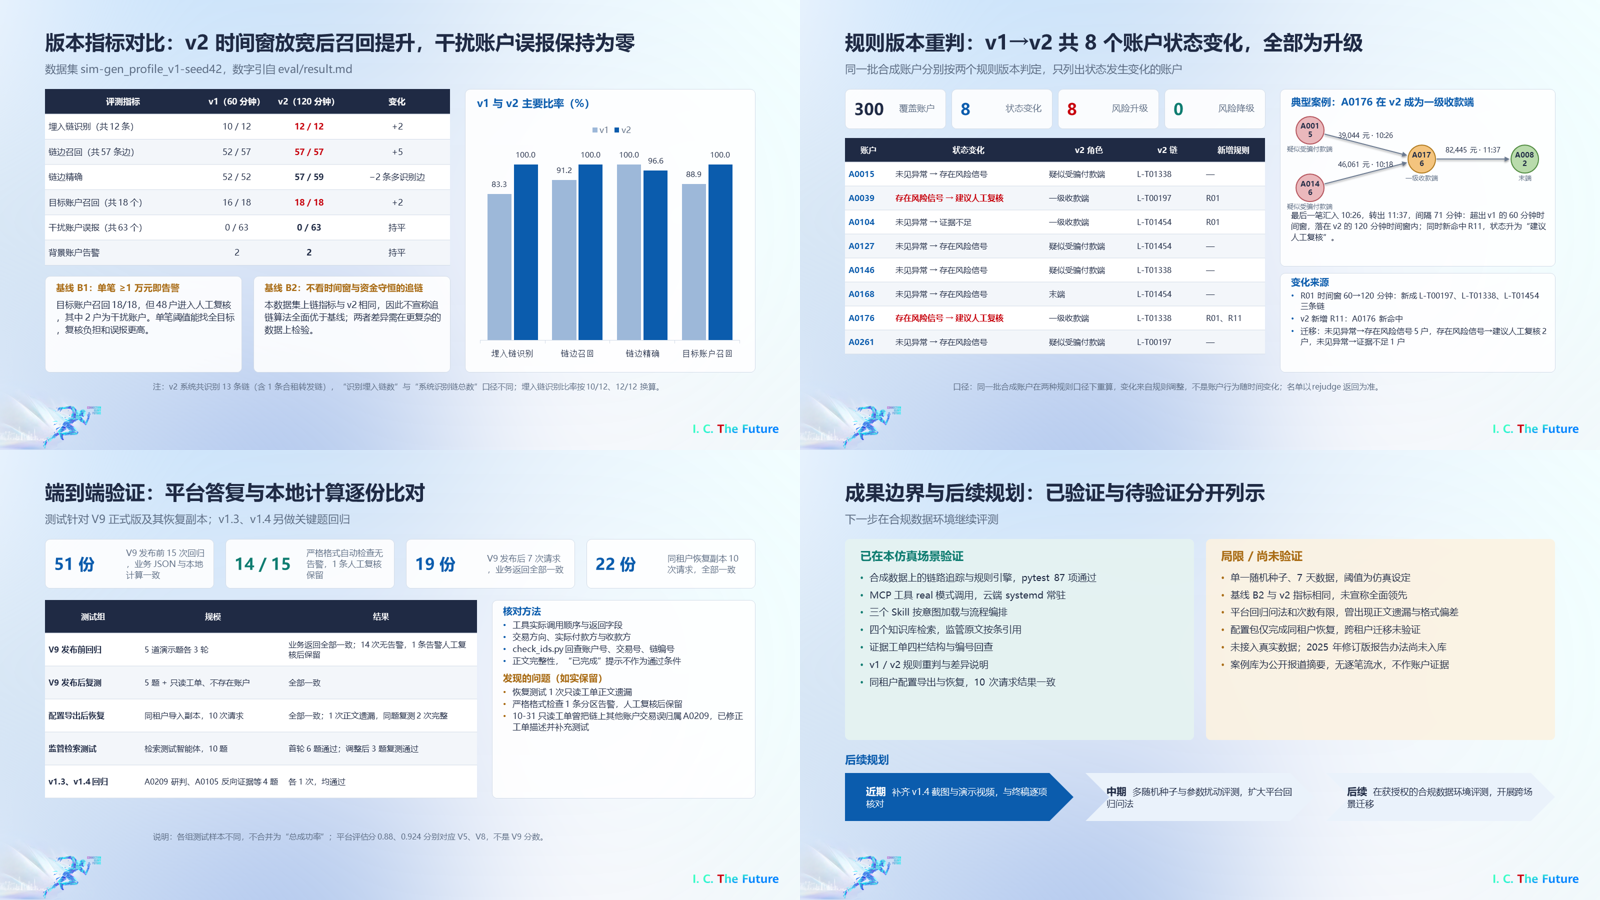 版本指标对比：v2 时间窗放宽后召回提升，干扰账户误报保持为零
数据集 sim-gen_profile_v1-seed42，数字引自 eval/result.md
评测指标 v1（60 分钟） v2（120 分钟） 变化
埋入链识别（共 12 条） 10 / 12 12 / 12 +2
链边召回（共 57 条边） 52 / 57 57 / 57 +5
链边精确 52 / 52 57 / 59 −2 条多识别边
目标账户召回（共 18 个） 16 / 18 18 / 18 +2
干扰账户误报（共 63 个） 0 / 63 0 / 63 持平
背景账户告警 2 2 持平
基线 B1：单笔 ≥1 万元即告警
目标账户召回 18/18，但 48 户进入人工复核
，其中 2 户为干扰账户。单笔阈值能找全目标
，复核负担和误报更高。
基线 B2：不看时间窗与资金守恒的追链
本数据集上链指标与 v2 相同，因此不宣称追
链算法全面优于基线；两者差异需在更复杂的
数据上检验。
v1 与 v2 主要比率（%）
v1 v2
83.3 100.0 91.2 100.0 100.0 96.6 88.9 100.0
埋入链识别 链边召回 链边精确 目标账户召回
注：v2 系统共识别 13 条链（含 1 条合租转发链），“识别埋入链数”与“系统识别链总数”口径不同；埋入链识别比率按 10/12、12/12 换算。
I. C. The Future
规则版本重判：v1→v2 共 8 个账户状态变化，全部为升级
同一批合成账户分别按两个规则版本判定，只列出状态发生变化的账户
300 覆盖账户
8 状态变化
8 风险升级
0 风险降级
账户 状态变化 v2 角色 v2 链 新增规则
A0015 未见异常 → 存在风险信号 疑似受骗付款端 L-T01338 —
A0039 存在风险信号 → 建议人工复核 一级收款端 L-T00197 R01
A0104 未见异常 → 证据不足 一级收款端 L-T01454 R01
A0127 未见异常 → 存在风险信号 疑似受骗付款端 L-T01454 —
A0146 未见异常 → 存在风险信号 疑似受骗付款端 L-T01338 —
A0168 未见异常 → 存在风险信号 末端 L-T01454 —
A0176 存在风险信号 → 建议人工复核 一级收款端 L-T01338 R01、R11
A0261 未见异常 → 存在风险信号 疑似受骗付款端 L-T00197 —
典型案例：A0176 在 v2 成为一级收款端
A001
5
疑似受骗付款端
39,044 元 · 10:26
46,061 元 · 10:18
A014
6
疑似受骗付款端
A017
6
一级收款端
82,445 元 · 11:37
A008
2
末端
最后一笔汇入 10:26，转出 11:37，间隔 71 分钟：超出 v1 的 60 分钟时
间窗，落在 v2 的 120 分钟时间窗内；同时新命中 R11，状态升为“建议
人工复核”。
变化来源
• R01 时间窗 60→120 分钟：新成 L-T00197、L-T01338、L-T01454
三条链
• v2 新增 R11：A0176 新命中
• 迁移：未见异常→存在风险信号 5 户，存在风险信号→建议人工复核 2
户，未见异常→证据不足 1 户
口径：同一批合成账户在两种规则口径下重算，变化来自规则调整，不是账户行为随时间变化；名单以 rejudge 返回为准。
I. C. The Future
端到端验证：平台答复与本地计算逐份比对
测试针对 V9 正式版及其恢复副本；v1.3、v1.4 另做关键题回归
51 份
V9 发布前 15 次回归
，业务 JSON 与本地
计算一致
14 / 15
严格格式自动检查无
告警，1 条人工复核
保留
19 份
V9 发布后 7 次请求
，业务返回全部一致
22 份
同租户恢复副本 10
次请求，全部一致
测试组 规模 结果
V9 发布前回归 5 道演示题各 3 轮 业务返回全部一致；14 次无告警，1 条告警人工复
核后保留
V9 发布后复测 5 题 + 只读工单、不存在账户 全部一致
配置导出后恢复 同租户导入副本，10 次请求 全部一致；1 次正文遗漏，同题复测 2 次完整
监管检索测试 检索测试智能体，10 题 首轮 6 题通过；调整后 3 题复测通过
v1.3、v1.4 回归 A0209 研判、A0105 反向证据等 4 题 各 1 次，均通过
核对方法
• 工具实际调用顺序与返回字段
• 交易方向、实际付款方与收款方
• check_ids.py 回查账户号、交易号、链编号
• 正文完整性，“已完成”提示不作为通过条件
发现的问题（如实保留）
• 恢复测试 1 次只读工单正文遗漏
• 严格格式检查 1 条分区告警，人工复核后保留
• 10-31 只读工单曾把链上其他账户交易误归属 A0209，已修正
工单描述并补充测试
说明：各组测试样本不同，不合并为“总成功率”；平台评估分 0.88、0.924 分别对应 V5、V8，不是 V9 分数。
I. C. The Future
成果边界与后续规划：已验证与待验证分开列示
下一步在合规数据环境继续评测
已在本仿真场景验证
• 合成数据上的链路追踪与规则引擎，pytest 87 项通过
• MCP 工具 real 模式调用，云端 systemd 常驻
• 三个 Skill 按意图加载与流程编排
• 四个知识库检索，监管原文按条引用
• 证据工单四栏结构与编号回查
• v1 / v2 规则重判与差异说明
• 同租户配置导出与恢复，10 次请求结果一致
局限 / 尚未验证
• 单一随机种子、7 天数据，阈值为仿真设定
• 基线 B2 与 v2 指标相同，未宣称全面领先
• 平台回归问法和次数有限，曾出现正文遗漏与格式偏差
• 配置包仅完成同租户恢复，跨租户迁移未验证
• 未接入真实数据；2025 年修订版报告办法尚未入库
• 案例库为公开报道摘要，无逐笔流水，不作账户证据
后续规划
近期 补齐 v1.4 截图与演示视频，与终稿逐项
核对
中期 多随机种子与参数扰动评测，扩大平台回
归问法
后续 在获授权的合规数据环境评测，开展跨场
景迁移
I. C. The Future